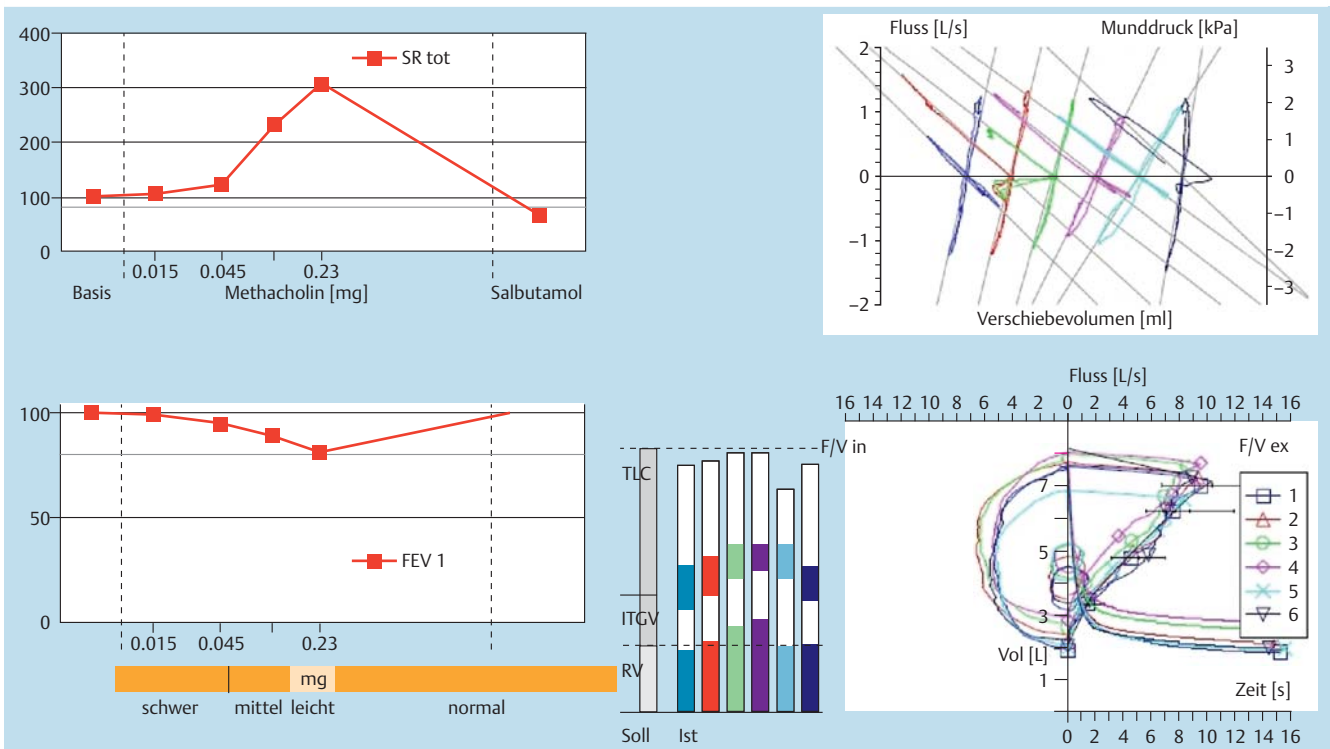 400
300
200
100
0
SR tot
0.015 0.045 0.23
Basis Methacholin [mg] Salbutamol
Fluss [L/s] Munddruck [kPa]
2
1
0
−1
−2
3
2
1
0
−1
−2
−3
Verschiebevolumen [ml]
100
50
0
FEV 1
0.015 0.045 0.23
mg
schwer mittel leicht normal
TLC
ITGV
RV
Soll Ist
Fluss [L/s]
16 14 12 10 8 6 4 2 0 2 4 6 8 10 12 14 16
F/V in F/V ex
7
5
3
1
Vol [L]
1
2
3
4
5
6
Zeit [s]
0 2 4 6 8 10 12 14 16